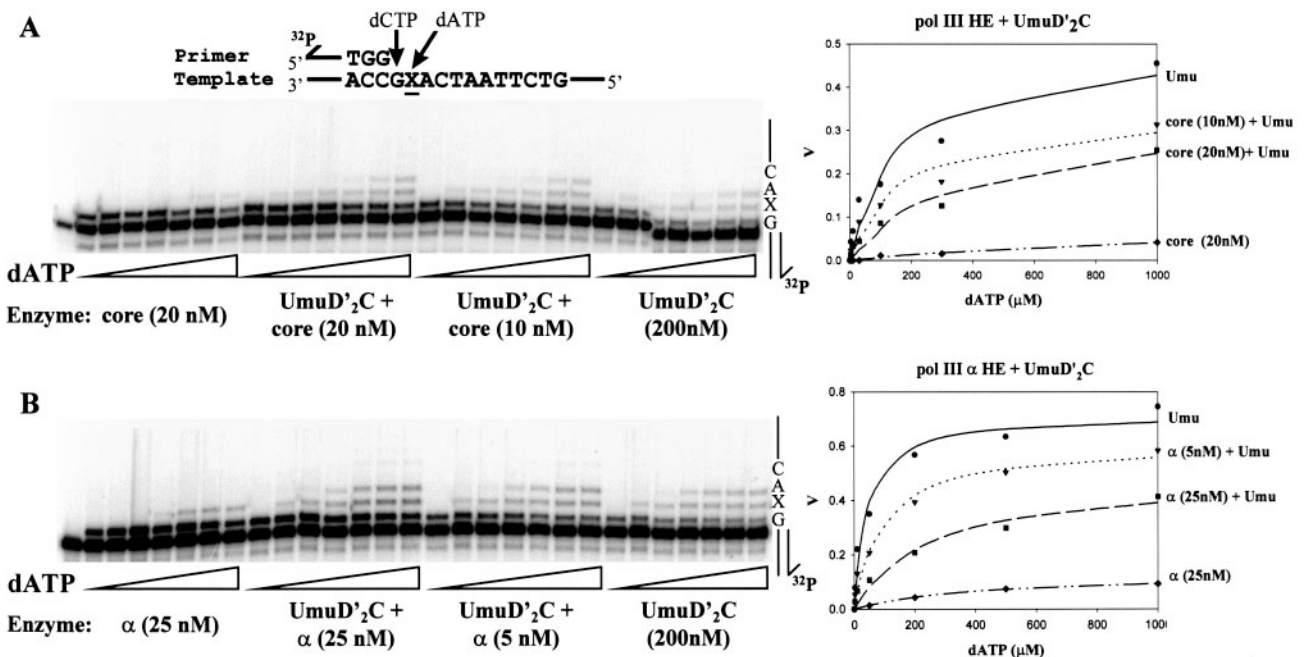 A
dCTP dATP
³²P
Primer 5' TGG
Template 3' ACCGXACTAATTCTG 5'
C
A
X
G
³²P
dATP
Enzyme: core (20 nM)
UmuD'₂C + core (20 nM)
UmuD'₂C + core (10 nM)
UmuD'₂C (200nM)
pol III HE + UmuD'₂C
V
0.5
0.4
0.3
0.2
0.1
0.0
0 200 400 600 800 1000
dATP (μM)
Umu
core (10nM) + Umu
core (20nM)+ Umu
core (20nM)
B
C
A
X
G
³²P
dATP
Enzyme: α (25 nM)
UmuD'₂C + α (25 nM)
UmuD'₂C + α (5 nM)
UmuD'₂C (200nM)
pol III α HE + UmuD'₂C
V
0.8
0.6
0.4
0.2
0.0
0 200 400 600 800 1000
dATP (μM)
Umu
α (5nM) + Umu
α (25nM) + Umu
α (25nM)